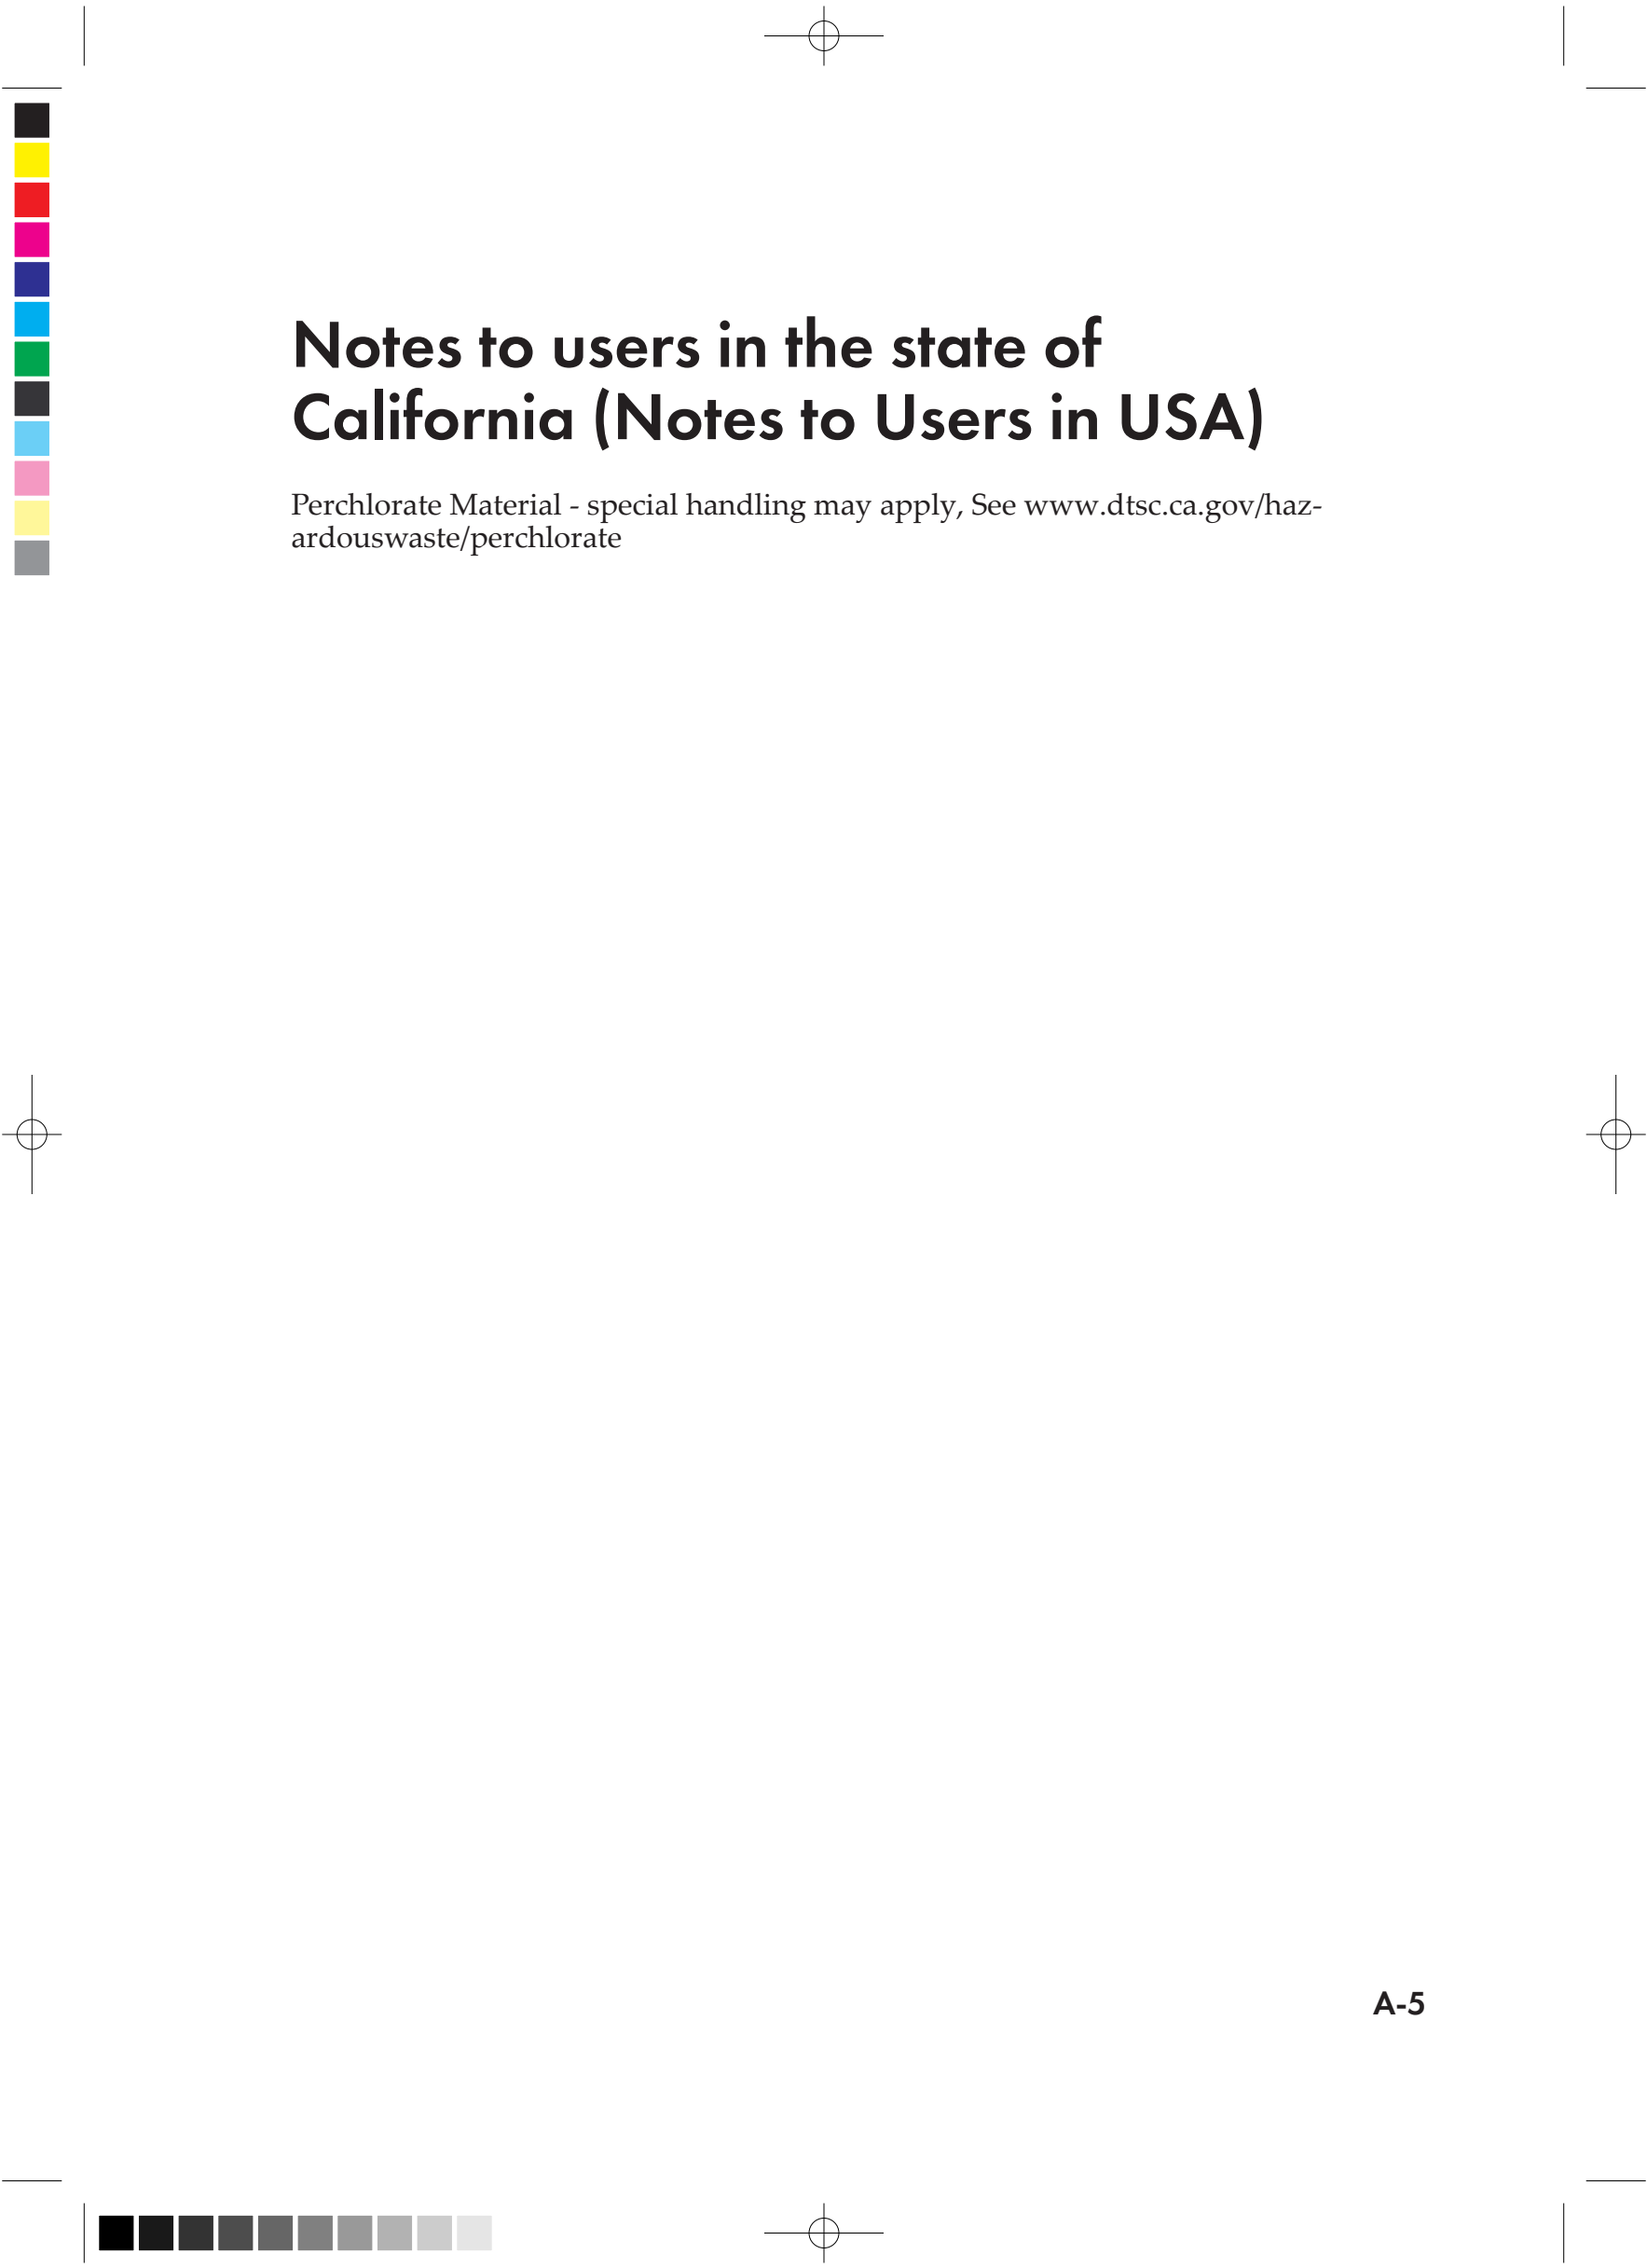 Notes to users in the state of
California (Notes to Users in USA)
Perchlorate Material - special handling may apply, See www.dtsc.ca.gov/haz-
ardouswaste/perchlorate
A-5